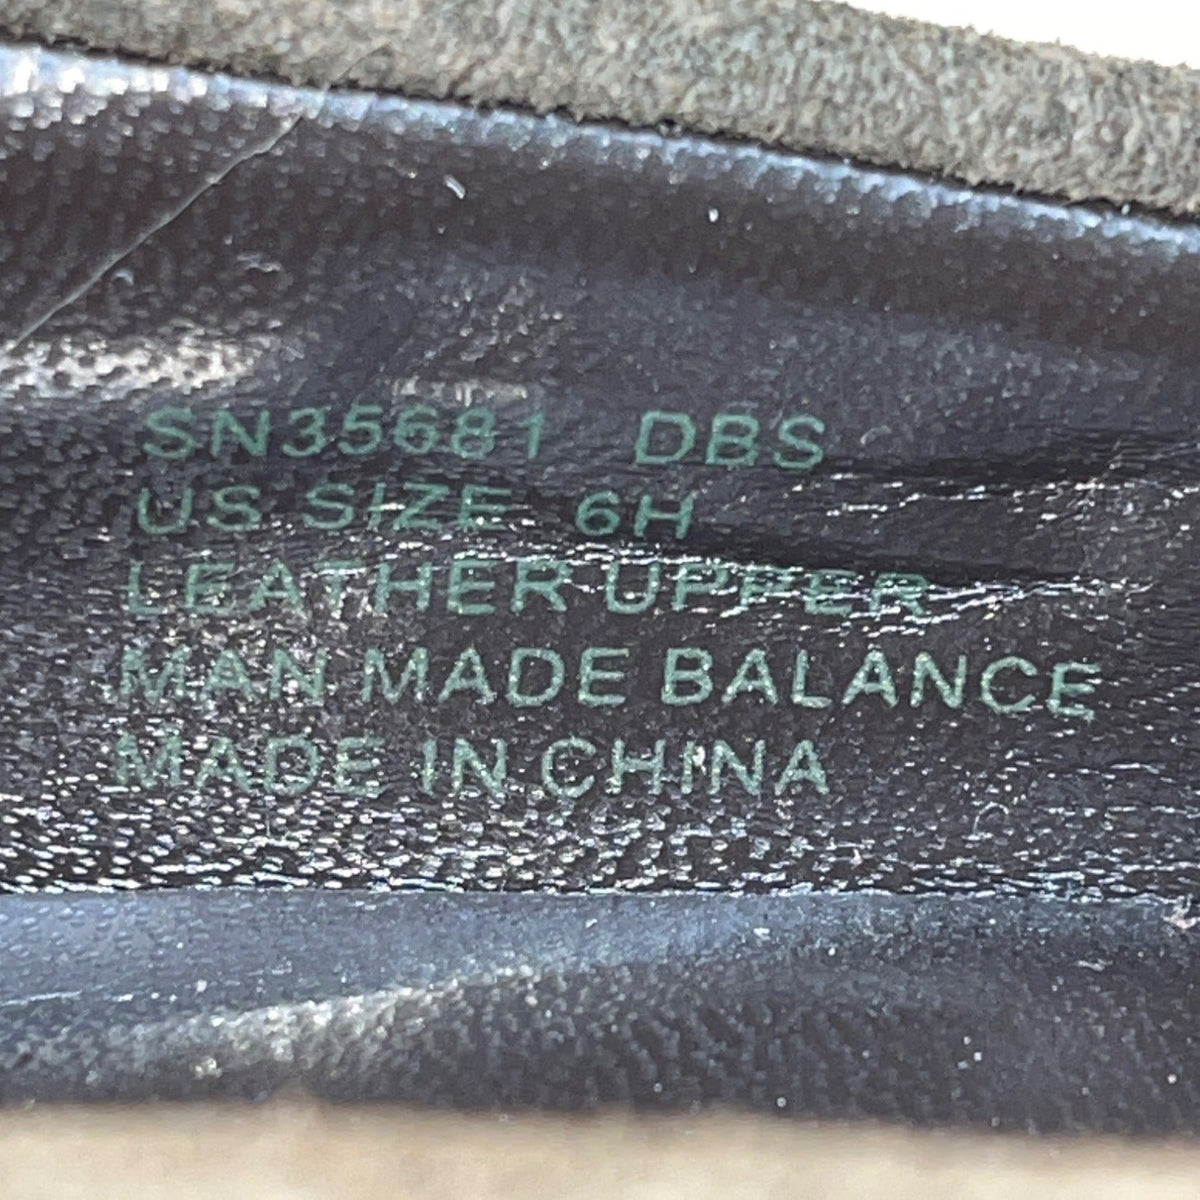 SN35681 DBS
US SIZE 6H
LEATHER UPPER
MAN MADE BALANCE
MADE IN CHINA